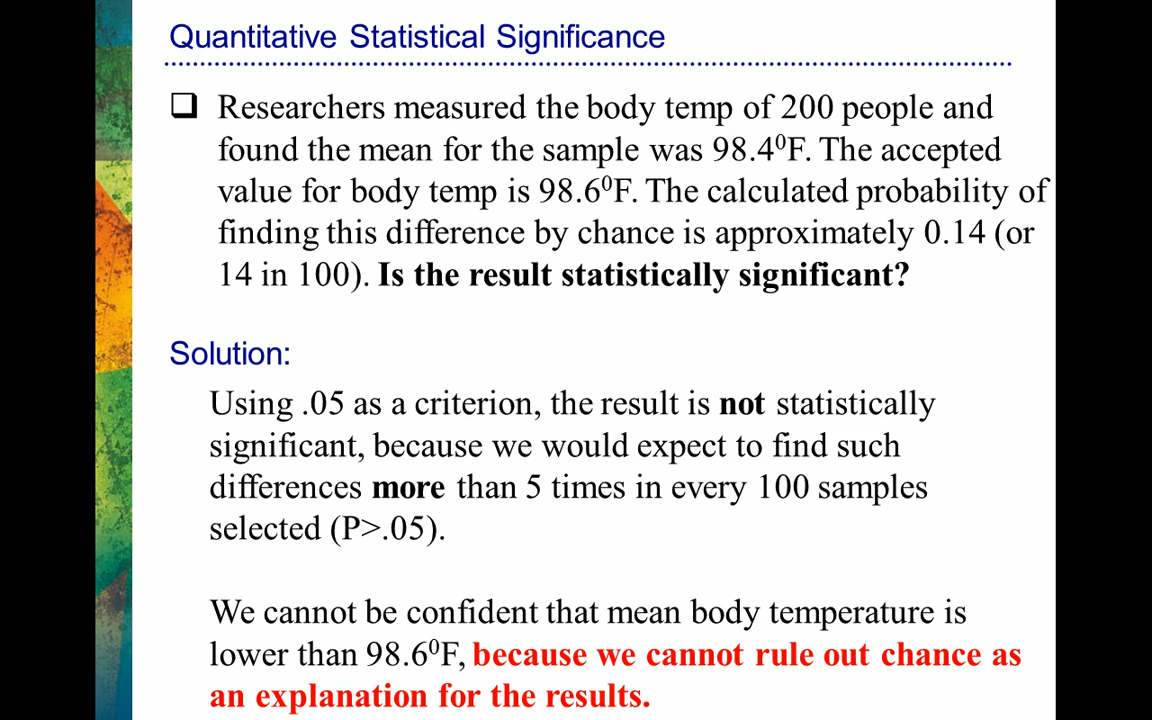 Quantitative Statistical Significance
❑ Researchers measured the body temp of 200 people and
found the mean for the sample was 98.4⁰F. The accepted
value for body temp is 98.6⁰F. The calculated probability of
finding this difference by chance is approximately 0.14 (or
14 in 100). Is the result statistically significant?
Solution:
Using .05 as a criterion, the result is not statistically
significant, because we would expect to find such
differences more than 5 times in every 100 samples
selected (P>.05).
We cannot be confident that mean body temperature is
lower than 98.6⁰F, because we cannot rule out chance as
an explanation for the results.